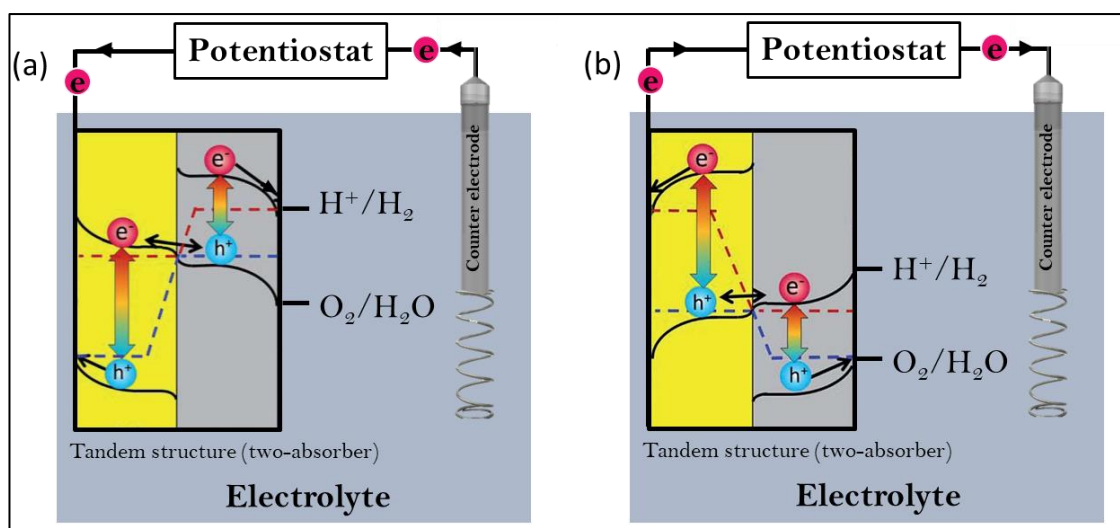 (a)
Potentiostat
e
e
Counter electrode
e⁻
H⁺/H₂
e⁻
h⁺
O₂/H₂O
h⁺
Tandem structure (two-absorber)
Electrolyte
(b)
Potentiostat
e
e
Counter electrode
e⁻
H⁺/H₂
h⁺
e⁻
O₂/H₂O
h⁺
Tandem structure (two-absorber)
Electrolyte